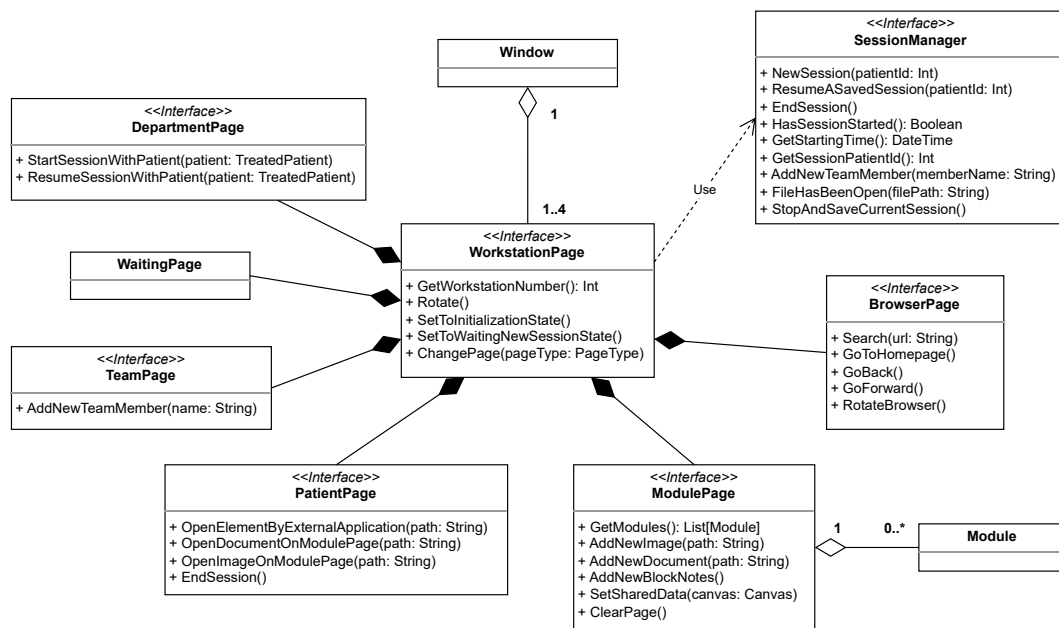 Window
1
1..4
<<Interface>>
SessionManager
+ NewSession(patientId: Int)
+ ResumeASavedSession(patientId: Int)
+ EndSession()
+ HasSessionStarted(): Boolean
+ GetStartingTime(): DateTime
+ GetSessionPatientId(): Int
+ AddNewTeamMember(memberName: String)
+ FileHasBeenOpen(filePath: String)
+ StopAndSaveCurrentSession()
Use
<<Interface>>
DepartmentPage
+ StartSessionWithPatient(patient: TreatedPatient)
+ ResumeSessionWithPatient(patient: TreatedPatient)
<<Interface>>
WorkstationPage
+ GetWorkstationNumber(): Int
+ Rotate()
+ SetToInitializationState()
+ SetToWaitingNewSessionState()
+ ChangePage(pageType: PageType)
WaitingPage
<<Interface>>
BrowserPage
+ Search(url: String)
+ GoToHomepage()
+ GoBack()
+ GoForward()
+ RotateBrowser()
<<Interface>>
TeamPage
+ AddNewTeamMember(name: String)
<<Interface>>
PatientPage
+ OpenElementByExternalApplication(path: String)
+ OpenDocumentOnModulePage(path: String)
+ OpenImageOnModulePage(path: String)
+ EndSession()
<<Interface>>
ModulePage
+ GetModules(): List[Module]
+ AddNewImage(path: String)
+ AddNewDocument(path: String)
+ AddNewBlockNotes()
+ SetSharedData(canvas: Canvas)
+ ClearPage()
1
0..*
Module